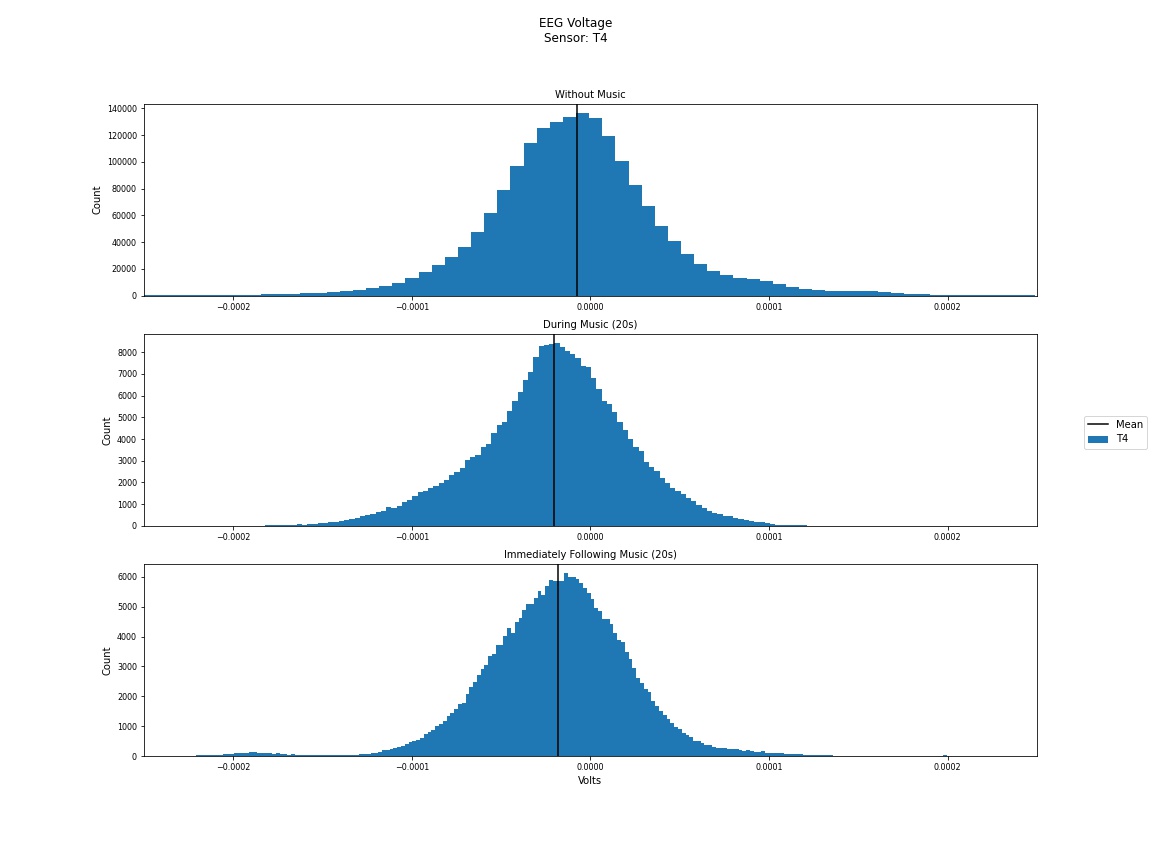 EEG Voltage
Sensor: T4
Without Music
140000
120000
100000
80000
60000
40000
20000
0
Count
−0.0002 −0.0001 0.0000 0.0001 0.0002
During Music (20s)
8000
7000
6000
5000
4000
3000
2000
1000
0
Count
−0.0002 −0.0001 0.0000 0.0001 0.0002
Mean
T4
Immediately Following Music (20s)
6000
5000
4000
3000
2000
1000
0
Count
−0.0002 −0.0001 0.0000 0.0001 0.0002
Volts